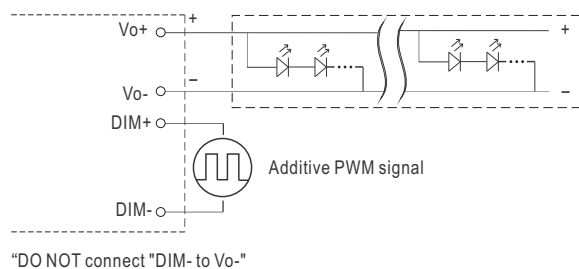 Vo+
+
+
−
Vo-
−
DIM+
Additive PWM signal
DIM-
“DO NOT connect "DIM- to Vo-"